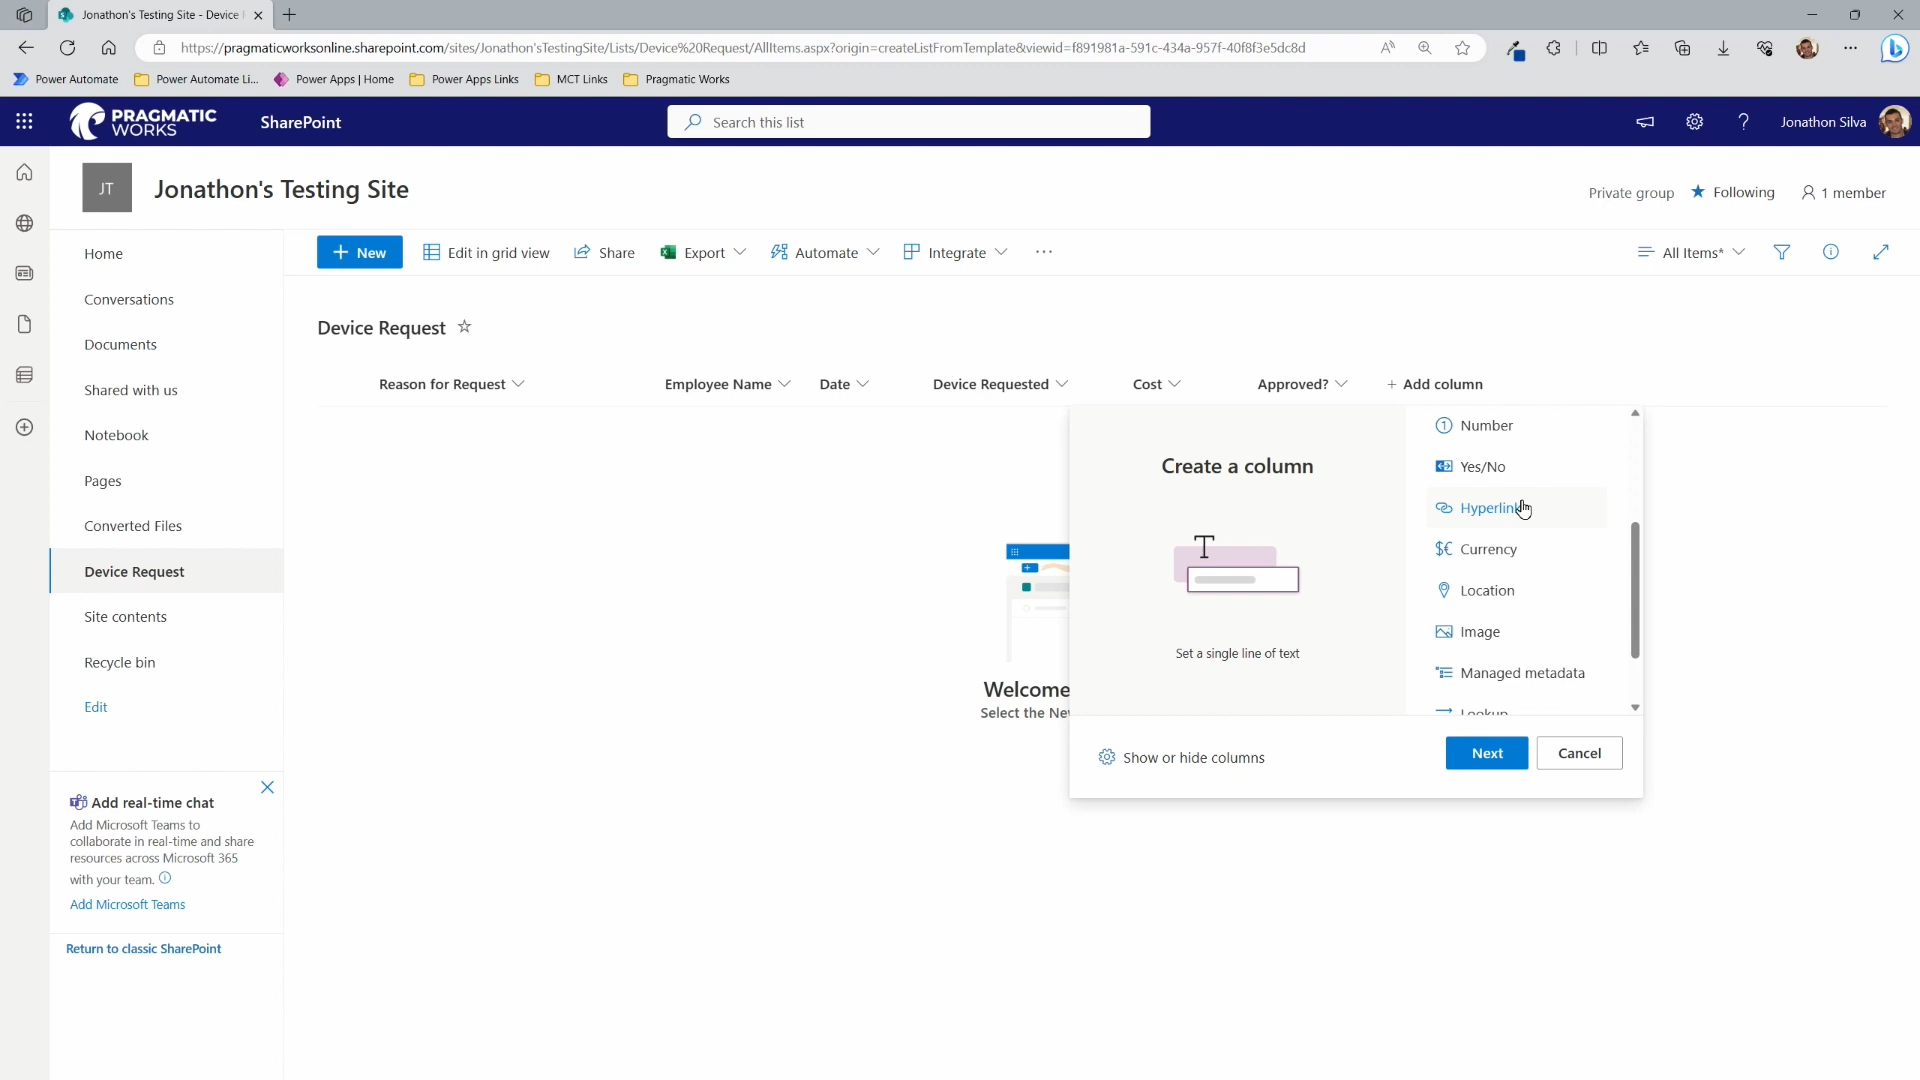 Jonathon's Testing Site - Device
https://pragmaticworksonline.sharepoint.com/sites/Jonathon'sTestingSite/Lists/Device%20Request/AllItems.aspx?origin=createListFromTemplate&viewid=f891981a-591c-434a-957f-40f8f3e5dc8d
Power Automate
Power Automate Li...
Power Apps | Home
Power Apps Links
MCT Links
Pragmatic Works
PRAGMATIC
WORKS
SharePoint
Search this list
Jonathon Silva
JT
Jonathon's Testing Site
Private group
Following
1 member
Home
Conversations
Documents
Shared with us
Notebook
Pages
Converted Files
Device Request
Site contents
Recycle bin
Edit
New
Edit in grid view
Share
Export
Automate
Integrate
All Items*
Device Request
Reason for Request
Employee Name
Date
Device Requested
Cost
Approved?
+ Add column
Welcome
Select the Ne
Create a column
Set a single line of text
Number
Yes/No
Hyperlink
Currency
Location
Image
Managed metadata
Lookup
Show or hide columns
Next
Cancel
Add real-time chat
Add Microsoft Teams to
collaborate in real-time and share
resources across Microsoft 365
with your team.
Add Microsoft Teams
Return to classic SharePoint